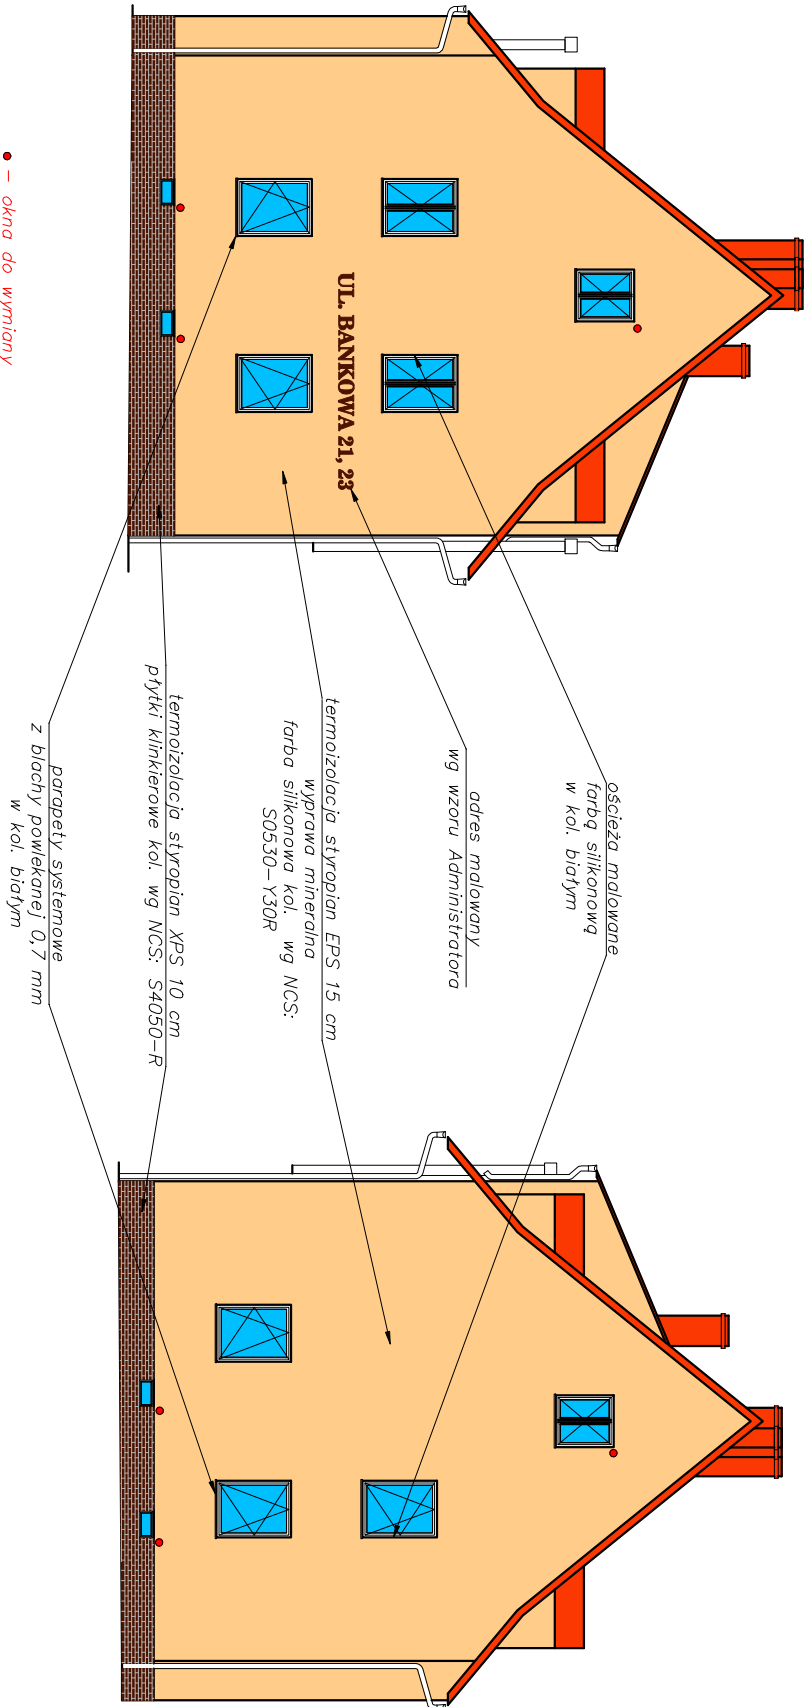 UL. BANKOWA 21, 23
ościeża malowane
farbą silikonową
w kol. białym
adres malowany
wg wzoru Administratora
termoizolacja styropian EPS 15 cm
wyprawa mineralna
farba silikonowa kol. wg NCS:
S0530-Y30R
termoizolacja styropian XPS 10 cm
płytki klinkierowe kol. wg NCS: S4050-R
parapety systemowe
z blachy powlekanej 0,7 mm
w kol. białym
- okna do wymiany